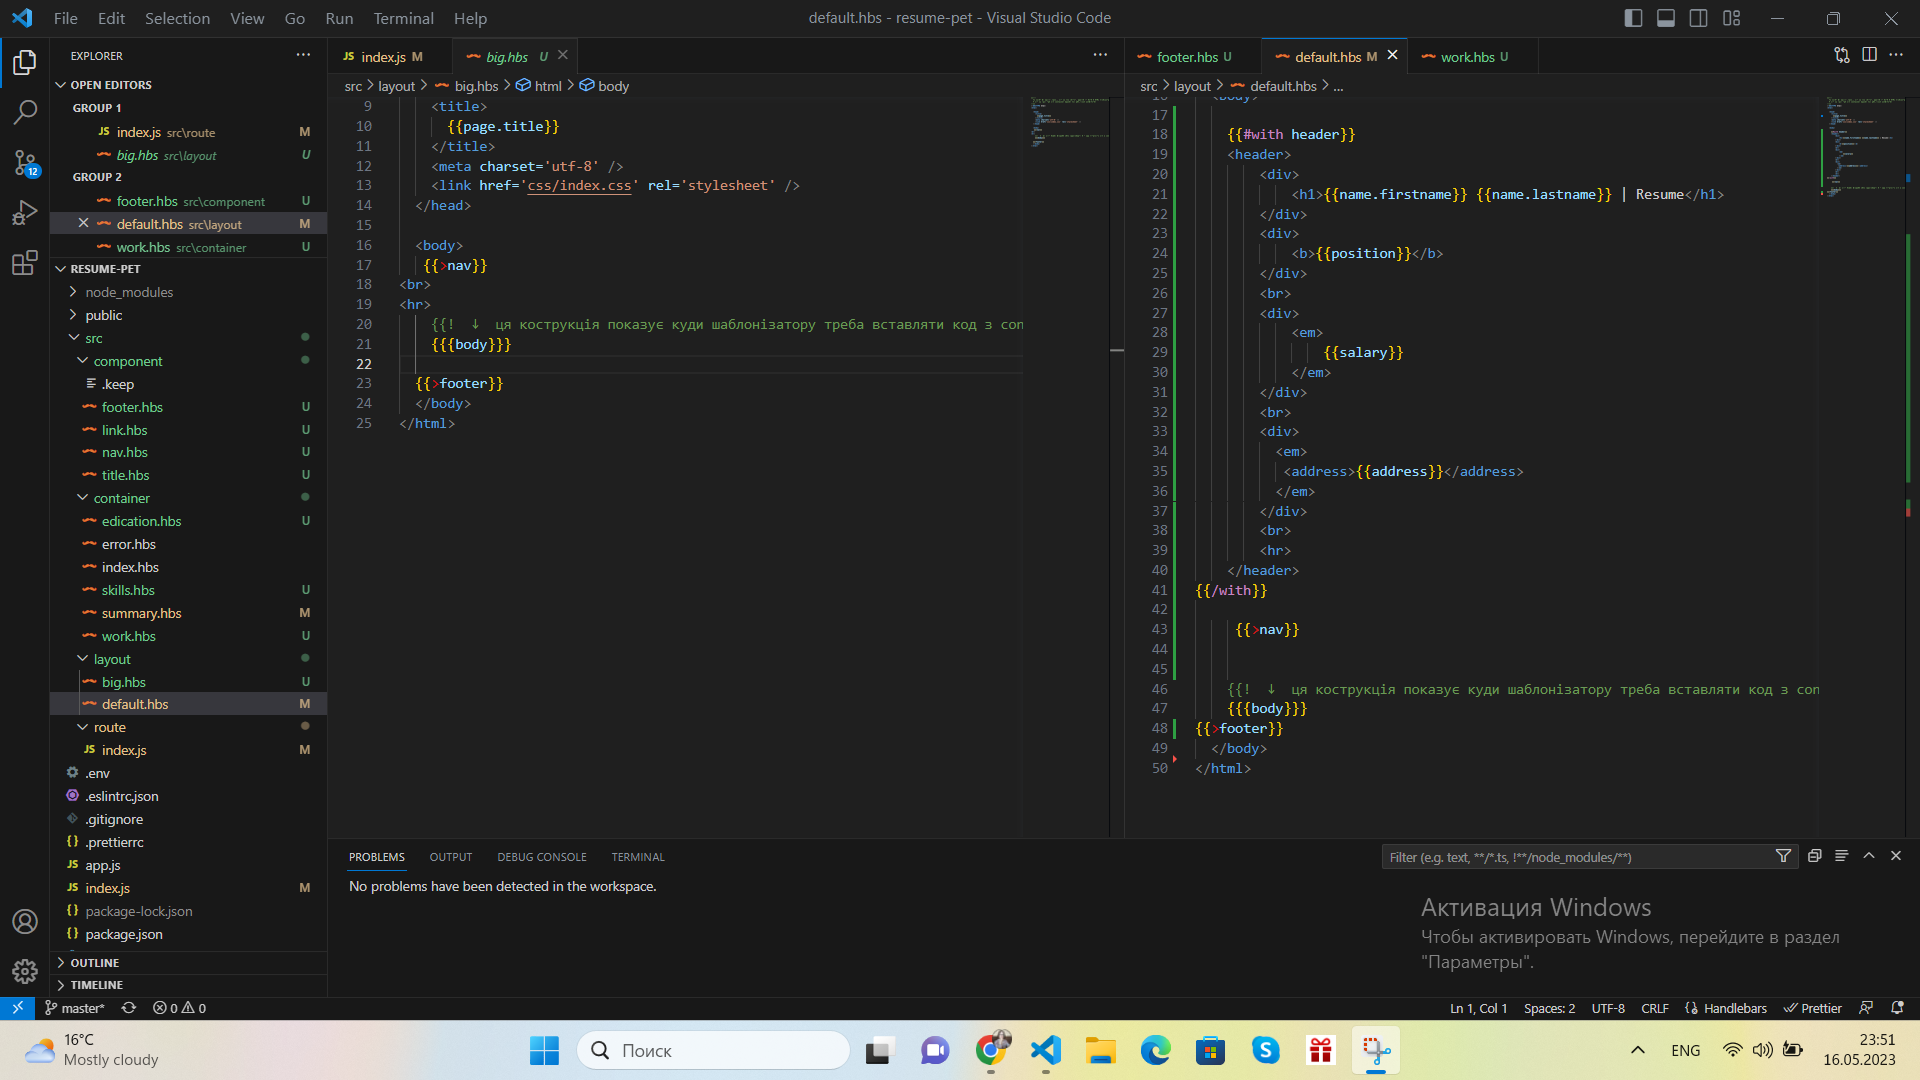 File Edit Selection View Go Run Terminal Help
default.hbs - resume-pet - Visual Studio Code
EXPLORER
OPEN EDITORS
GROUP 1
index.js src\route M
big.hbs src\layout U
GROUP 2
footer.hbs src\component U
default.hbs src\layout M
work.hbs src\container U
RESUME-PET
node_modules
public
src
component
.keep
footer.hbs U
link.hbs U
nav.hbs U
title.hbs U
container
edication.hbs U
error.hbs
index.hbs
skills.hbs U
summary.hbs M
work.hbs U
layout
big.hbs U
default.hbs M
route
JS index.js M
.env
.eslintrc.json
.gitignore
{} .prettierrc
JS app.js
JS index.js M
{} package-lock.json
{} package.json
OUTLINE
TIMELINE
12
JS index.js M
big.hbs U
src > layout > big.hbs > html > body
9 <title>
10 {{page.title}}
11 </title>
12 <meta charset='utf-8' />
13 <link href='css/index.css' rel='stylesheet' />
14 </head>
15
16 <body>
17 {{>nav}}
18 <br>
19 <hr>
20 {{! ↓ ця кострукція показує куди шаблонізатору треба вставляти код з con
21 {{{body}}}
22
23 {{>footer}}
24 </body>
25 </html>
footer.hbs U
default.hbs M
work.hbs U
src > layout > default.hbs > ...
16 <body>
17
18 {{#with header}}
19 <header>
20 <div>
21 <h1>{{name.firstname}} {{name.lastname}} | Resume</h1>
22 </div>
23 <div>
24 <b>{{position}}</b>
25 </div>
26 <br>
27 <div>
28 <em>
29 {{salary}}
30 </em>
31 </div>
32 <br>
33 <div>
34 <em>
35 <address>{{address}}</address>
36 </em>
37 </div>
38 <br>
39 <hr>
40 </header>
41 {{/with}}
42
43 {{>nav}}
44
45
46 {{! ↓ ця кострукція показує куди шаблонізатору треба вставляти код з con
47 {{{body}}}
48 {{>footer}}
49 </body>
50 </html>
PROBLEMS OUTPUT DEBUG CONSOLE TERMINAL
Filter (e.g. text, **/*.ts, !**/node_modules/**)
No problems have been detected in the workspace.
Активация Windows
Чтобы активировать Windows, перейдите в раздел
"Параметры".
master* 0 0
Ln 1, Col 1 Spaces: 2 UTF-8 CRLF {} Handlebars Prettier
16°C
Mostly cloudy
Поиск
ENG
23:51
16.05.2023